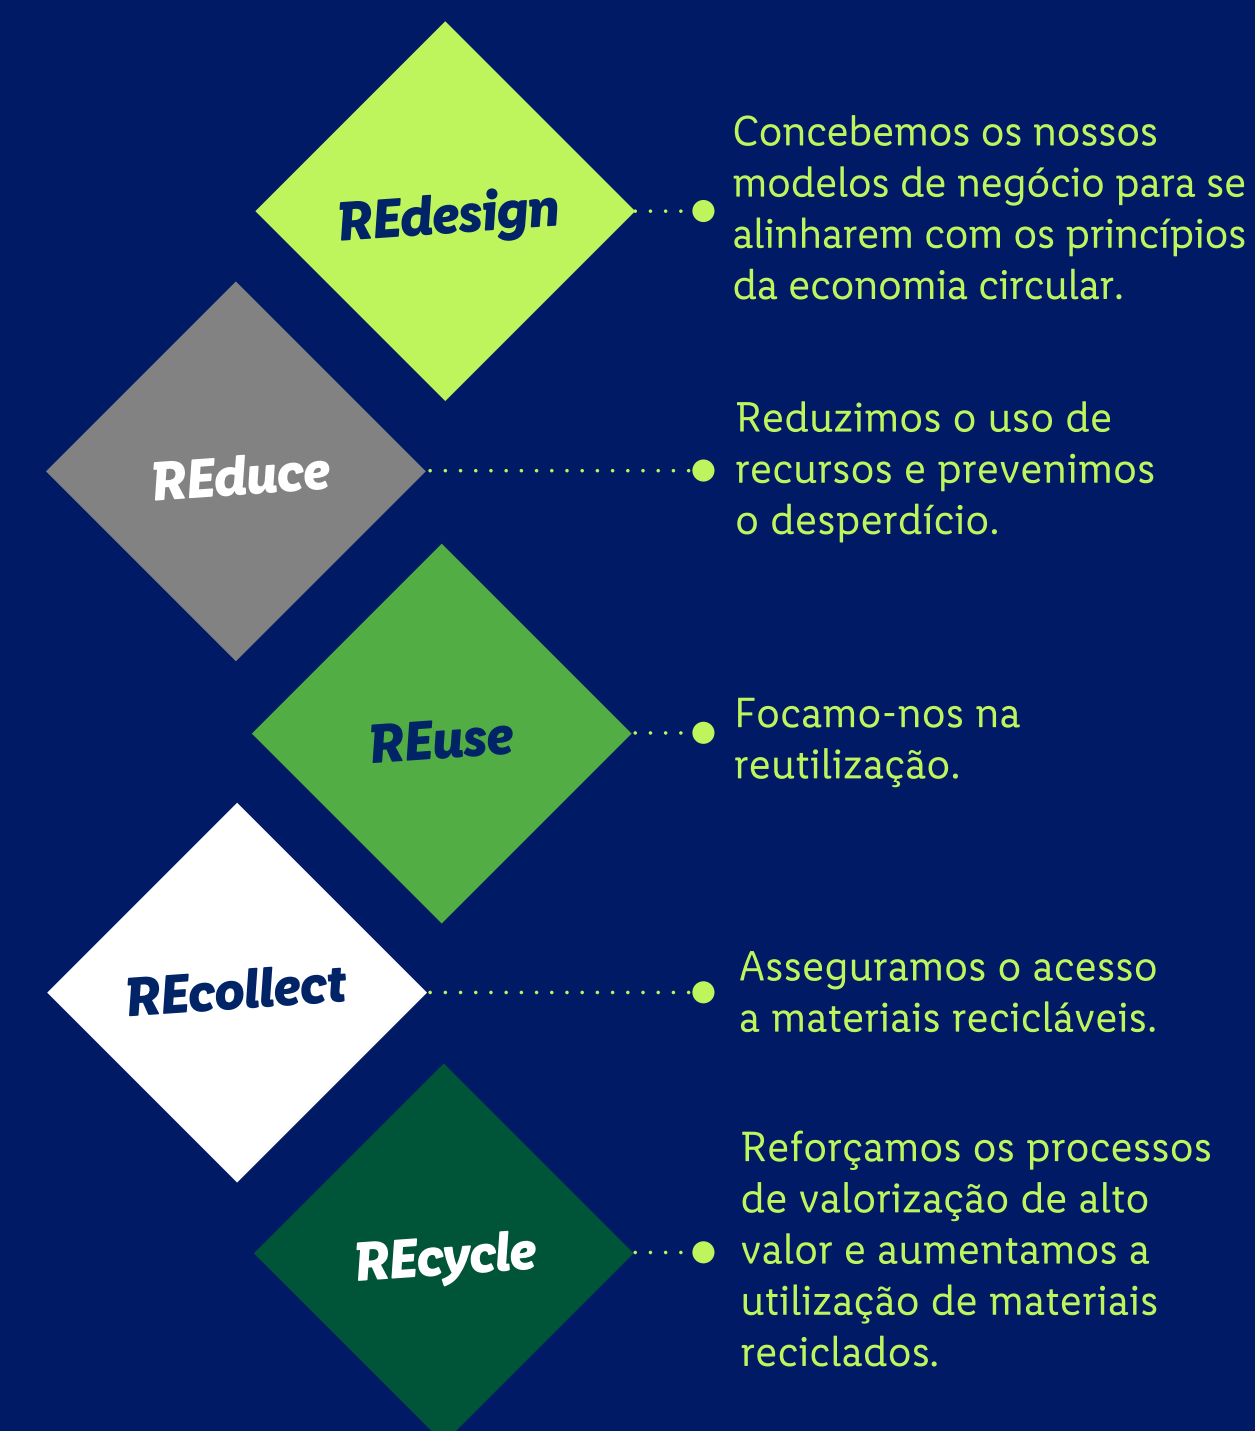 REdesign
Concebemos os nossos
modelos de negócio para se
alinharem com os princípios
da economia circular.
REduce
Reduzimos o uso de
recursos e prevenimos
o desperdício.
REuse
Focamo-nos na
reutilização.
REcollect
Asseguramos o acesso
a materiais recicláveis.
REcycle
Reforçamos os processos
de valorização de alto
valor e aumentamos a
utilização de materiais
reciclados.